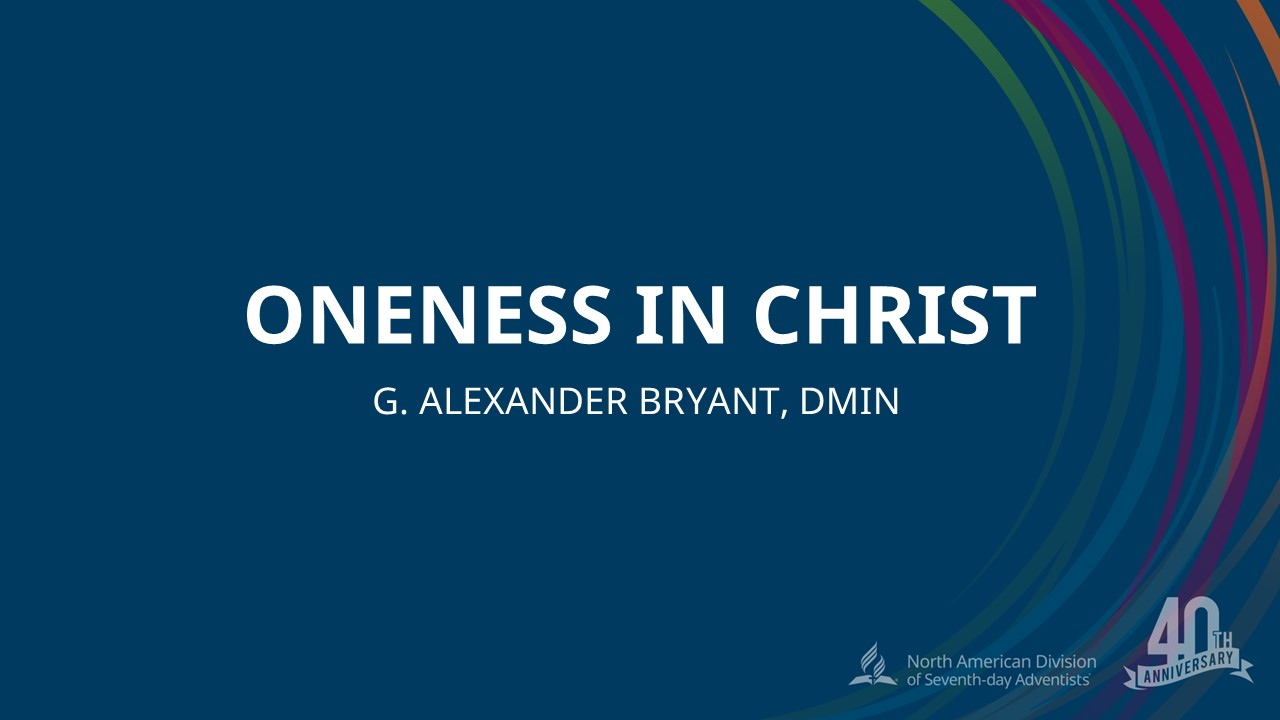 ONENESS IN CHRIST
G. ALEXANDER BRYANT, DMIN
North American Division
of Seventh-day Adventists
40TH
ANNIVERSARY